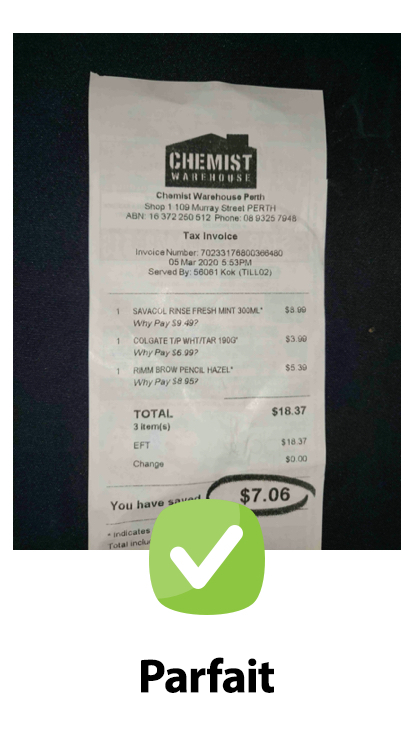 CHEMIST
WAREHOUSE
Chemist Warehouse Perth
Shop 1 109 Murray Street PERTH
ABN: 16 372 250 512 Phone: 08 9325 7948
Tax Invoice
Invoice Number: 70233176800366480
05 Mar 2020 5:53PM
Served By: 56061 Kok (TILL02)
1 SAVACOL RINSE FRESH MINT 300ML* $8.99
Why Pay $9.49?
1 COLGATE T/P WHT/TAR 190G* $3.99
Why Pay $6.99?
1 RIMM BROW PENCIL HAZEL* $5.39
Why Pay $8.95?
TOTAL $18.37
3 item(s)
EFT $18.37
Change $0.00
You have saved $7.06
* indicates
Total
Parfait